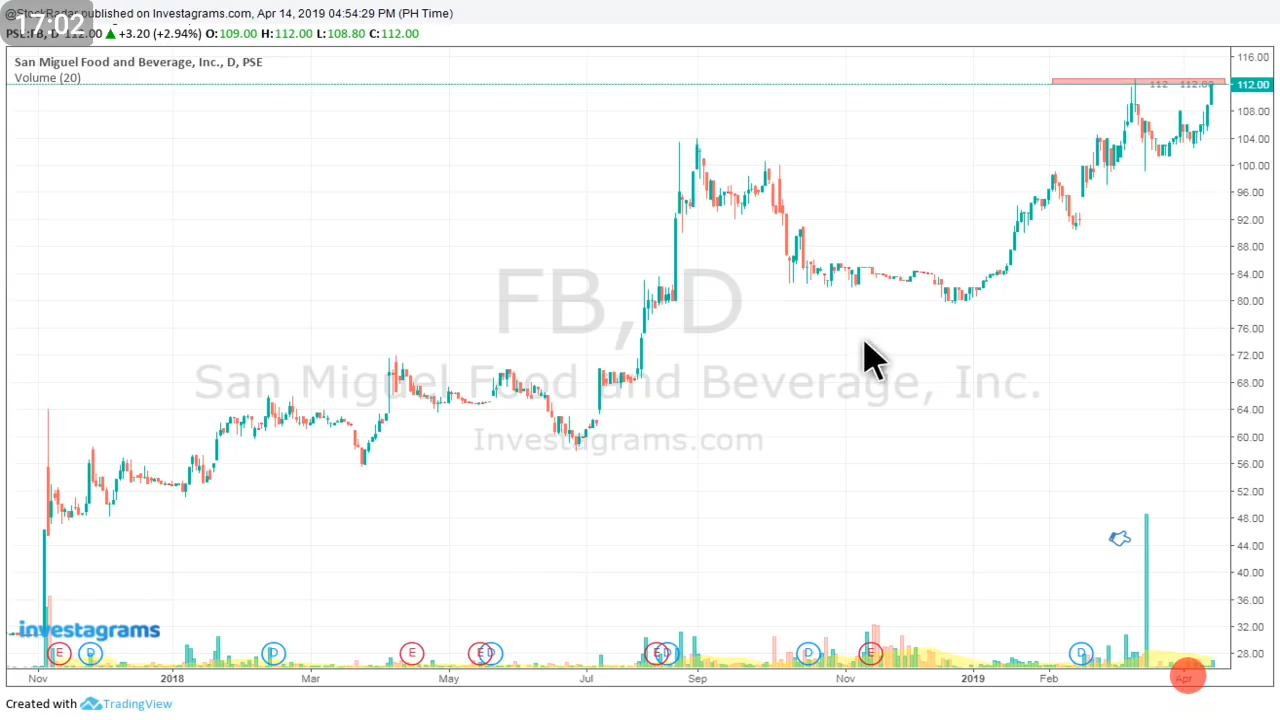 @StockRadar published on Investagrams.com, Apr 14, 2019 04:54:29 PM (PH Time)
17:02
PSE:FB, D 112.00 ▲ +3.20 (+2.94%) O:109.00 H:112.00 L:108.80 C:112.00
San Miguel Food and Beverage, Inc., D, PSE
Volume (20)
116.00
112 112.80
112.00
108.00
104.00
100.00
96.00
92.00
88.00
84.00
80.00
76.00
72.00
68.00
64.00
60.00
56.00
52.00
48.00
44.00
40.00
36.00
32.00
28.00
FB, D
San Miguel Food and Beverage, Inc.
Investagrams.com
investagrams
E D D E E D E D D E D
Nov 2018 Mar May Jul Sep Nov 2019 Feb Apr
Created with TradingView